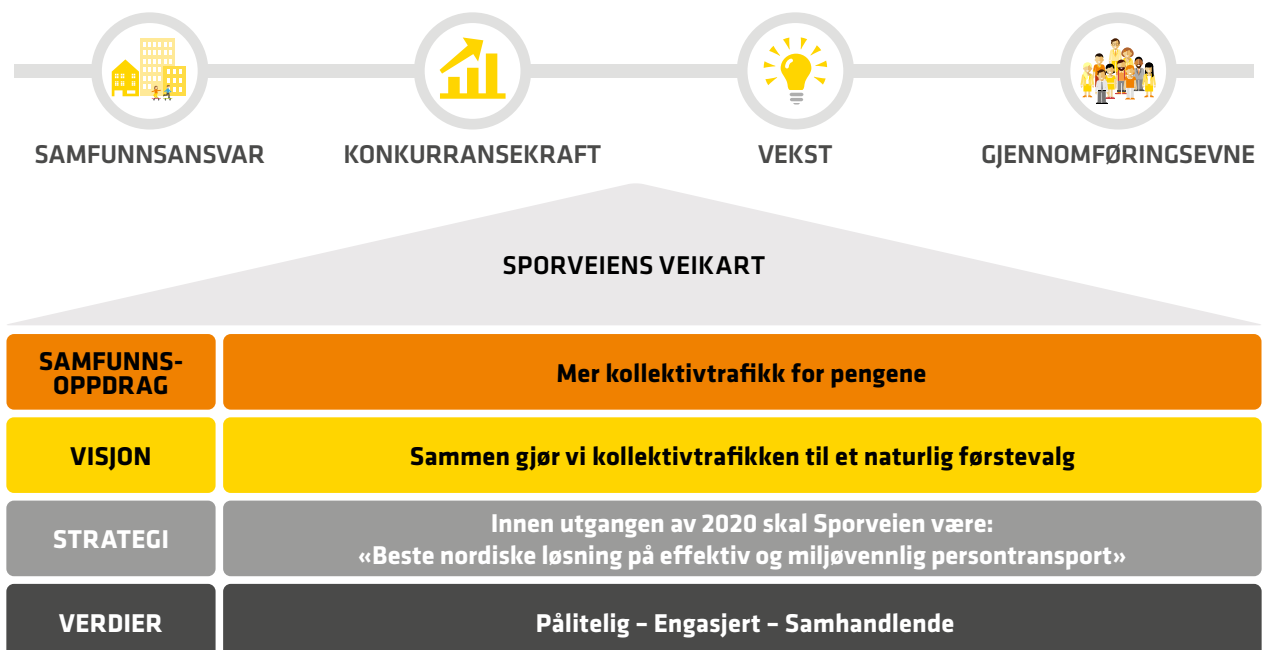 SAMFUNNSANSVAR
KONKURRANSEKRAFT
VEKST
GJENNOMFØRINGSEVNE
SPORVEIENS VEIKART
SAMFUNNS-
OPPDRAG
Mer kollektivtrafikk for pengene
VISJON
Sammen gjør vi kollektivtrafikken til et naturlig førstevalg
STRATEGI
Innen utgangen av 2020 skal Sporveien være:
«Beste nordiske løsning på effektiv og miljøvennlig persontransport»
VERDIER
Pålitelig – Engasjert – Samhandlende